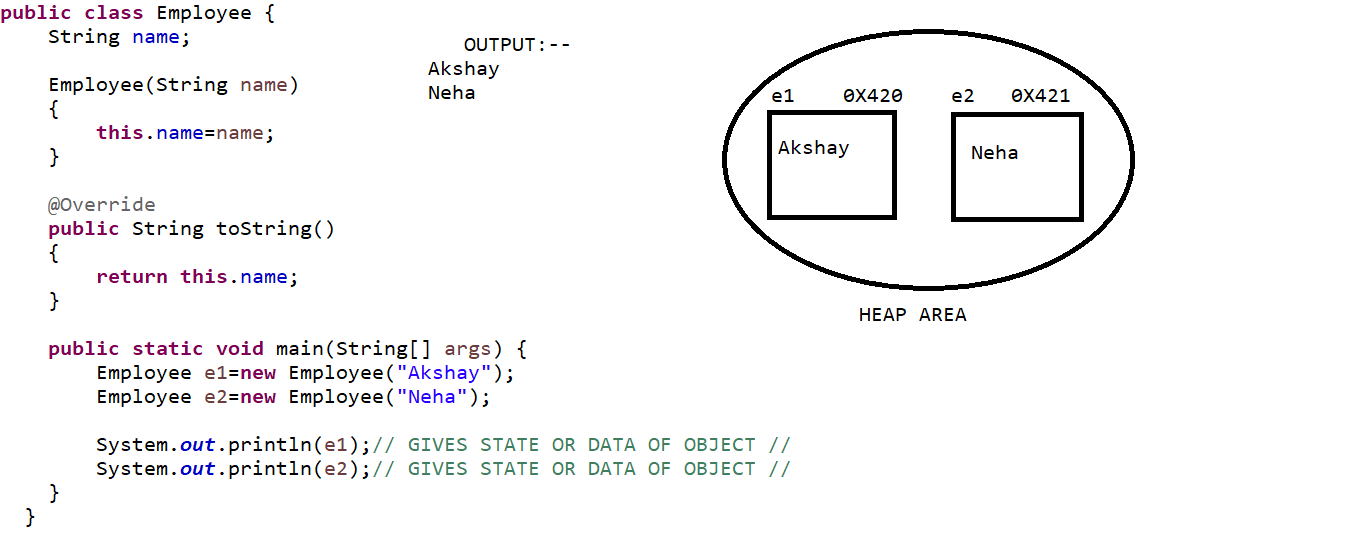 public class Employee {
    String name;

    Employee(String name)
    {
        this.name=name;
    }

    @Override
    public String toString()
    {
        return this.name;
    }

    public static void main(String[] args) {
        Employee e1=new Employee("Akshay");
        Employee e2=new Employee("Neha");

        System.out.println(e1);// GIVES STATE OR DATA OF OBJECT //
        System.out.println(e2);// GIVES STATE OR DATA OF OBJECT //
    }
  }
OUTPUT:--
Akshay
Neha
e1    0X420    e2    0X421
Akshay    Neha
HEAP AREA